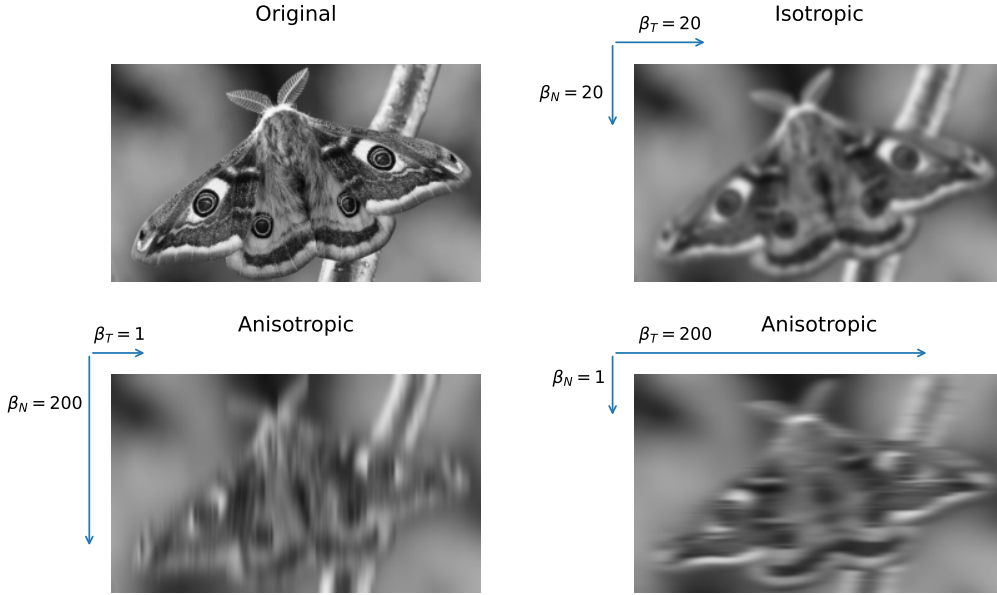 Original
Isotropic
β_T = 20
β_N = 20
Anisotropic
β_T = 1
β_N = 200
Anisotropic
β_T = 200
β_N = 1